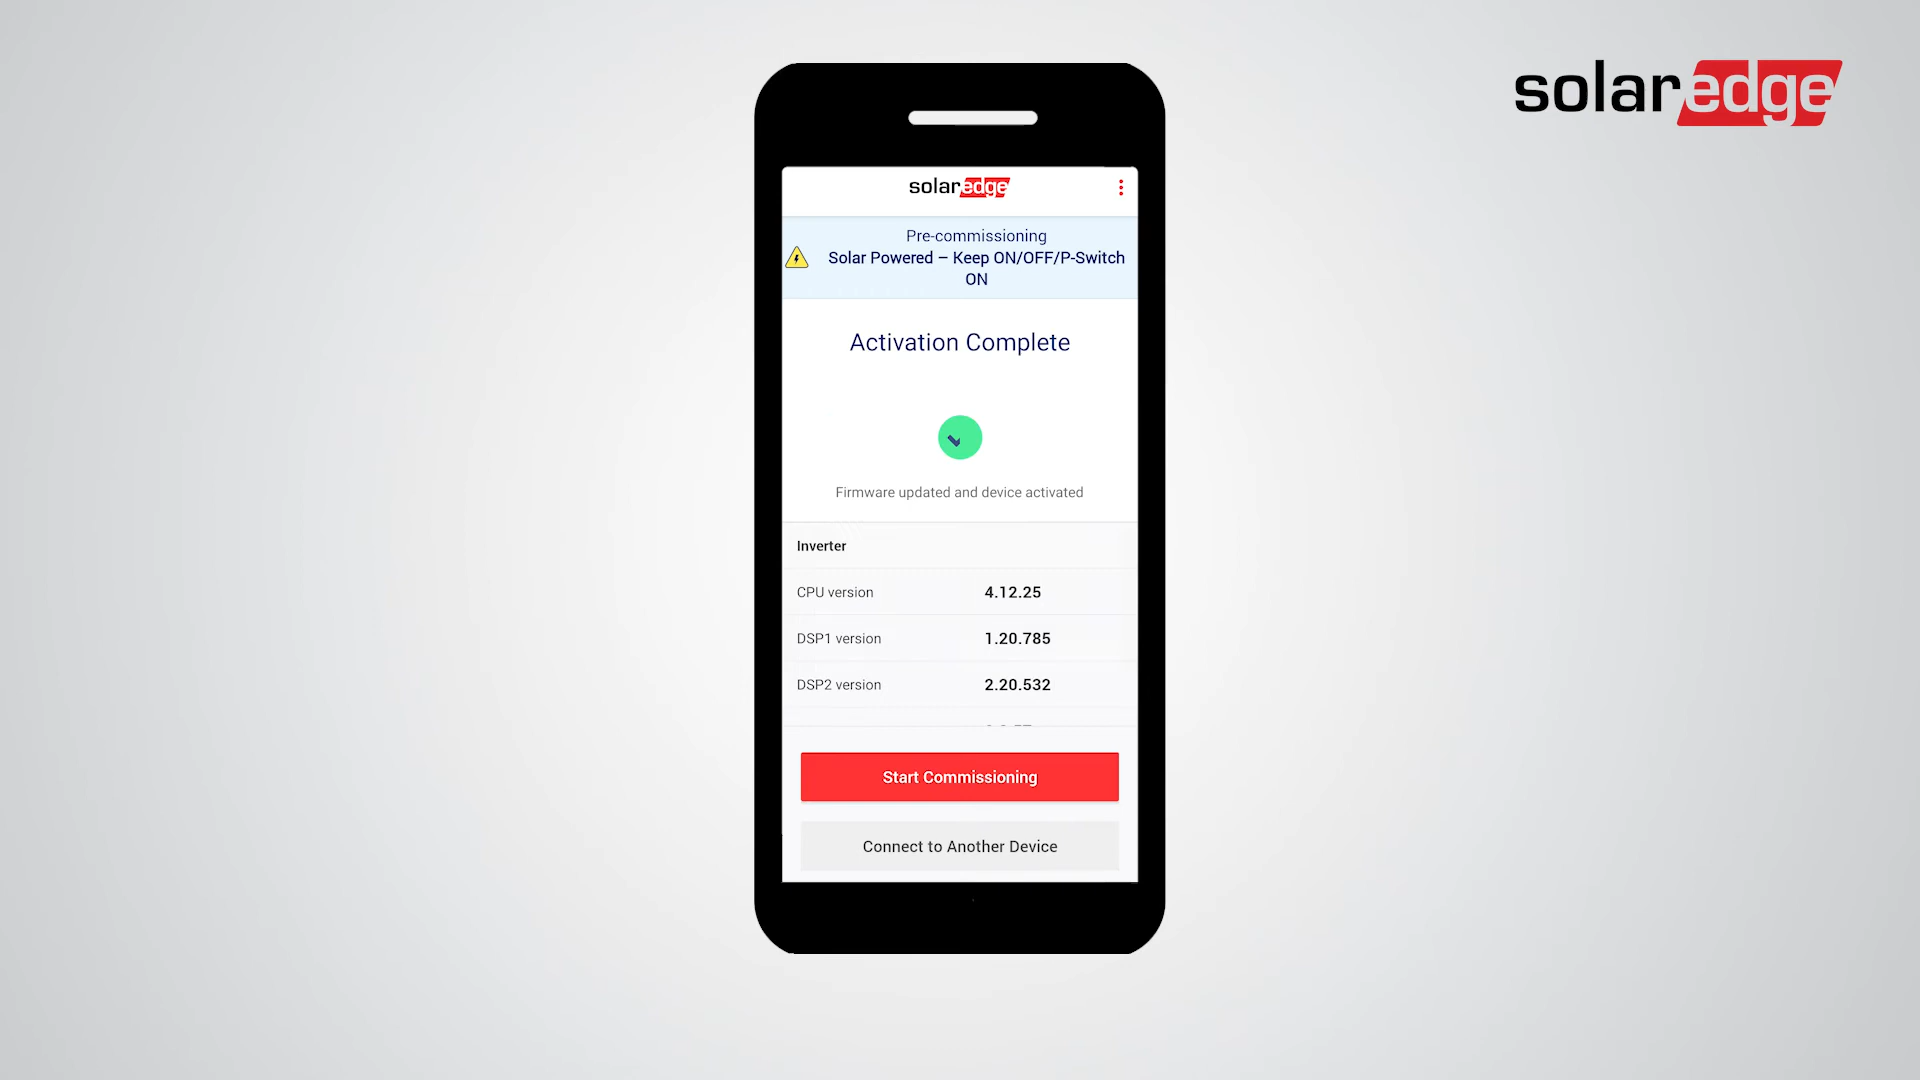 solaredge
solaredge
Pre-commissioning
Solar Powered – Keep ON/OFF/P-Switch
ON
Activation Complete
Firmware updated and device activated
Inverter
CPU version 4.12.25
DSP1 version 1.20.785
DSP2 version 2.20.532
Start Commissioning
Connect to Another Device